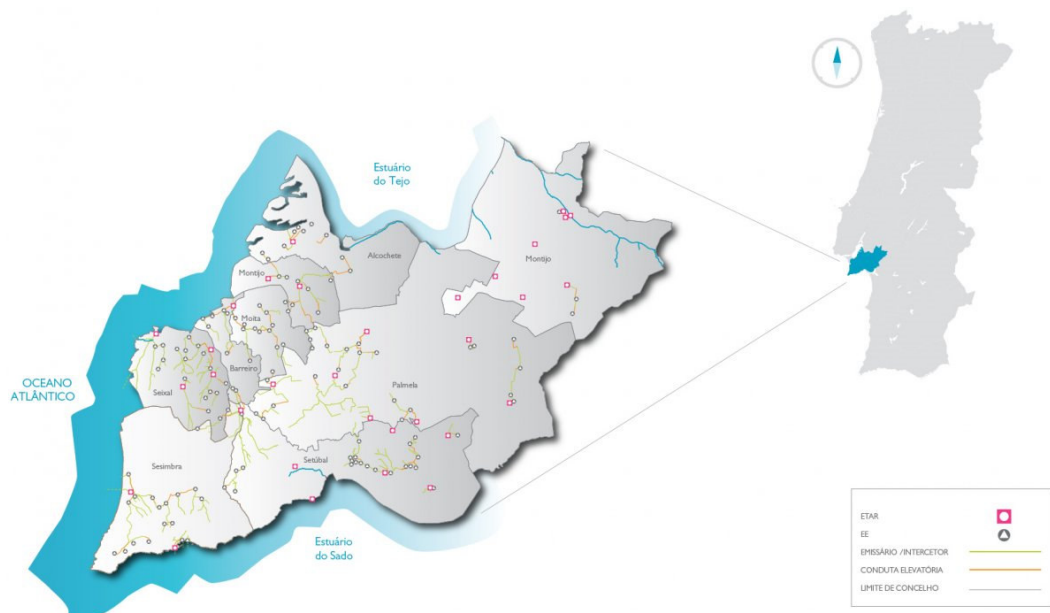 Estuário
do Tejo
Alcochete
Montijo
Montijo
Moita
Barreiro
OCEANO
ATLÂNTICO
Seixal
Palmela
Sesimbra
Setúbal
Estuário
do Sado
ETAR
EE
EMISSÁRIO / INTERCETOR
CONDUTA ELEVATÓRIA
LIMITE DE CONCELHO